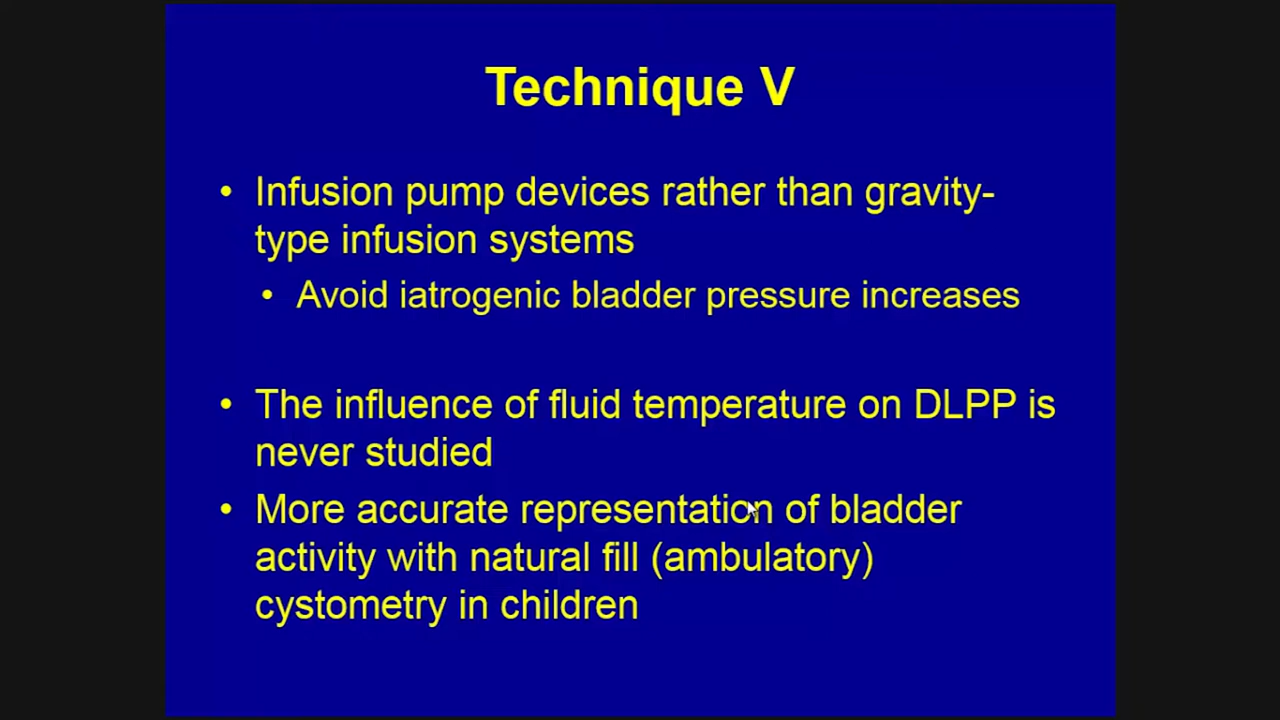 Technique V
• Infusion pump devices rather than gravity-
type infusion systems
• Avoid iatrogenic bladder pressure increases
• The influence of fluid temperature on DLPP is
never studied
• More accurate representation of bladder
activity with natural fill (ambulatory)
cystometry in children